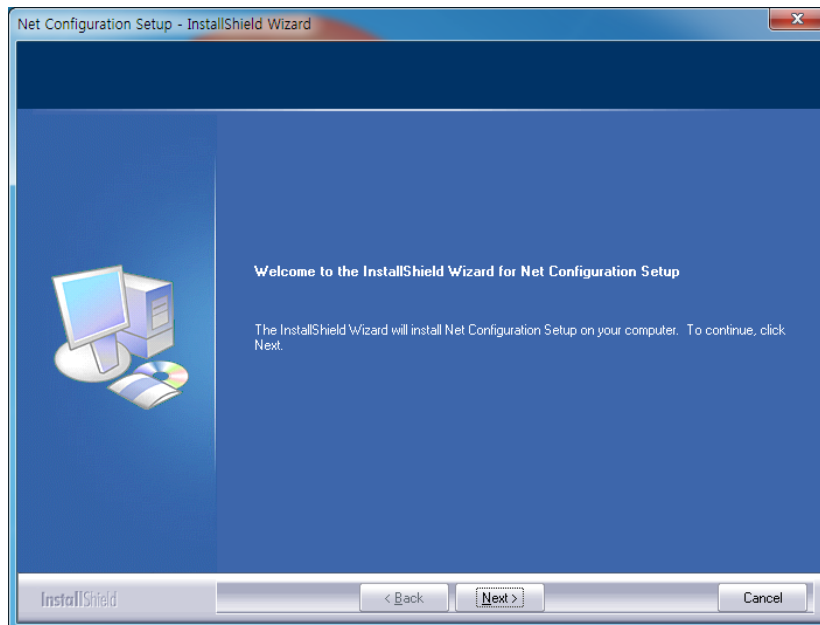 Net Configuration Setup - InstallShield Wizard
Welcome to the InstallShield Wizard for Net Configuration Setup
The InstallShield Wizard will install Net Configuration Setup on your computer. To continue, click
Next.
InstallShield
< Back
Next >
Cancel